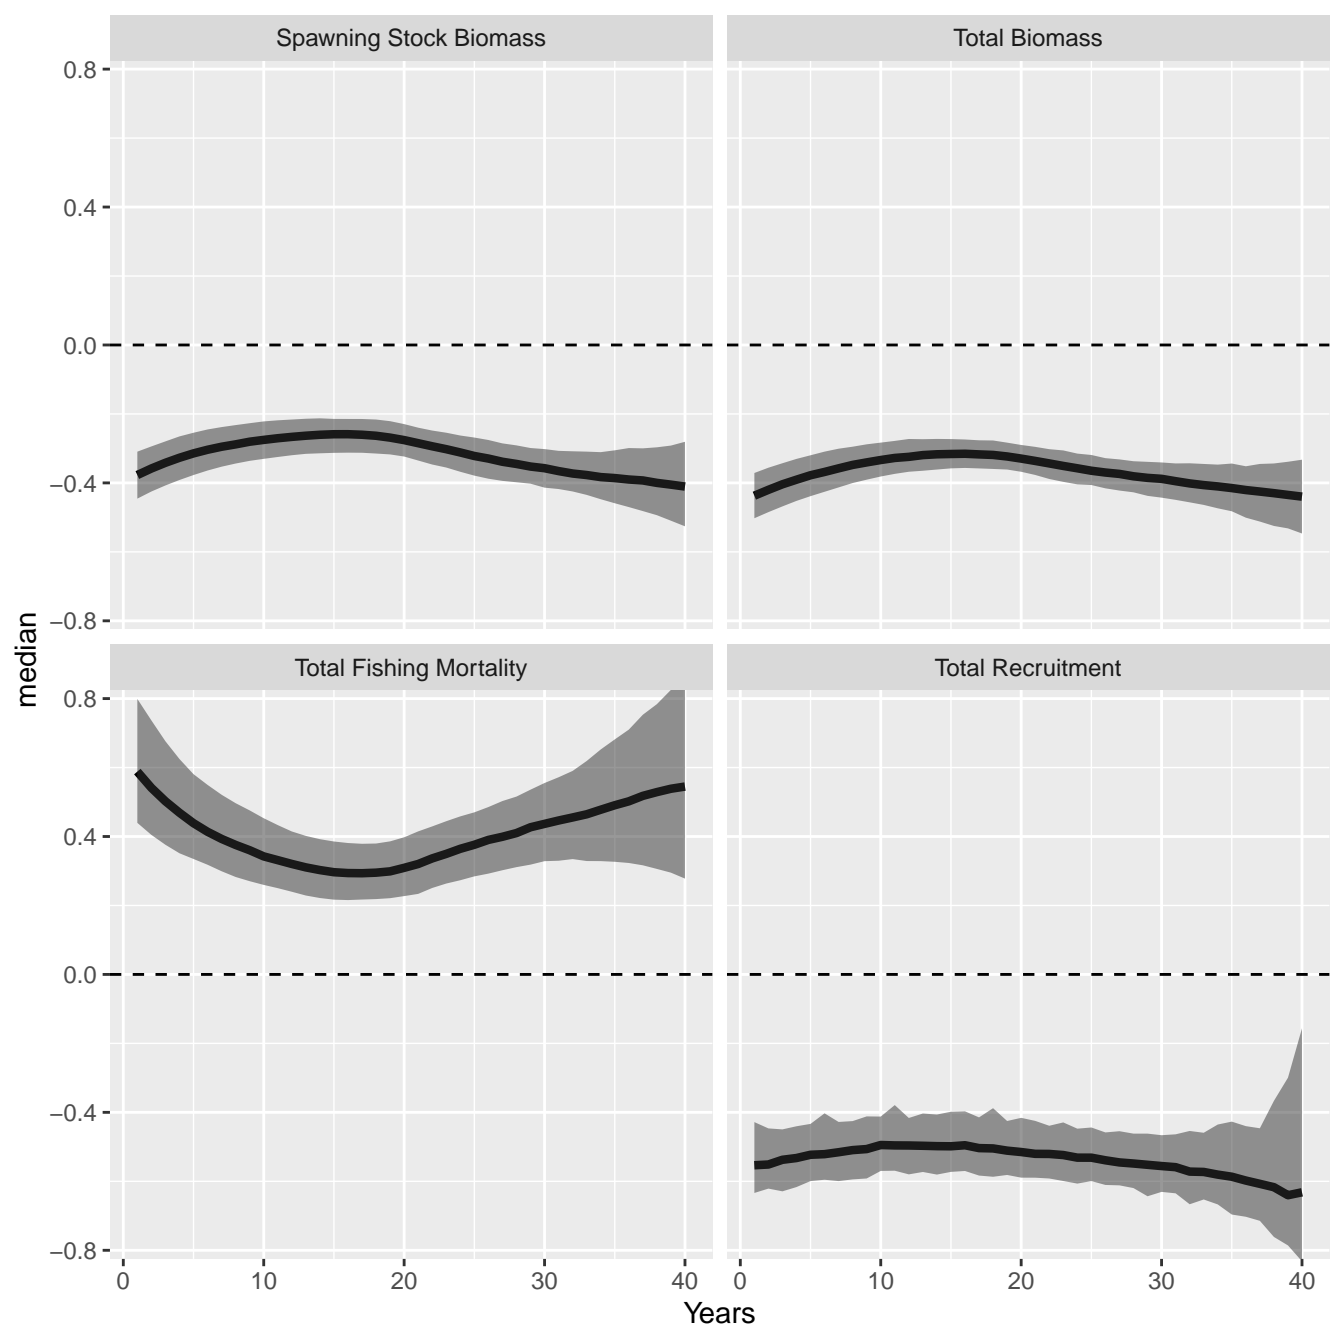 Spawning Stock Biomass
Total Biomass
0.8
0.4
0.0
−0.4
−0.8
median
Total Fishing Mortality
Total Recruitment
0.8
0.4
0.0
−0.4
−0.8
0 10 20 30 40
0 10 20 30 40
Years